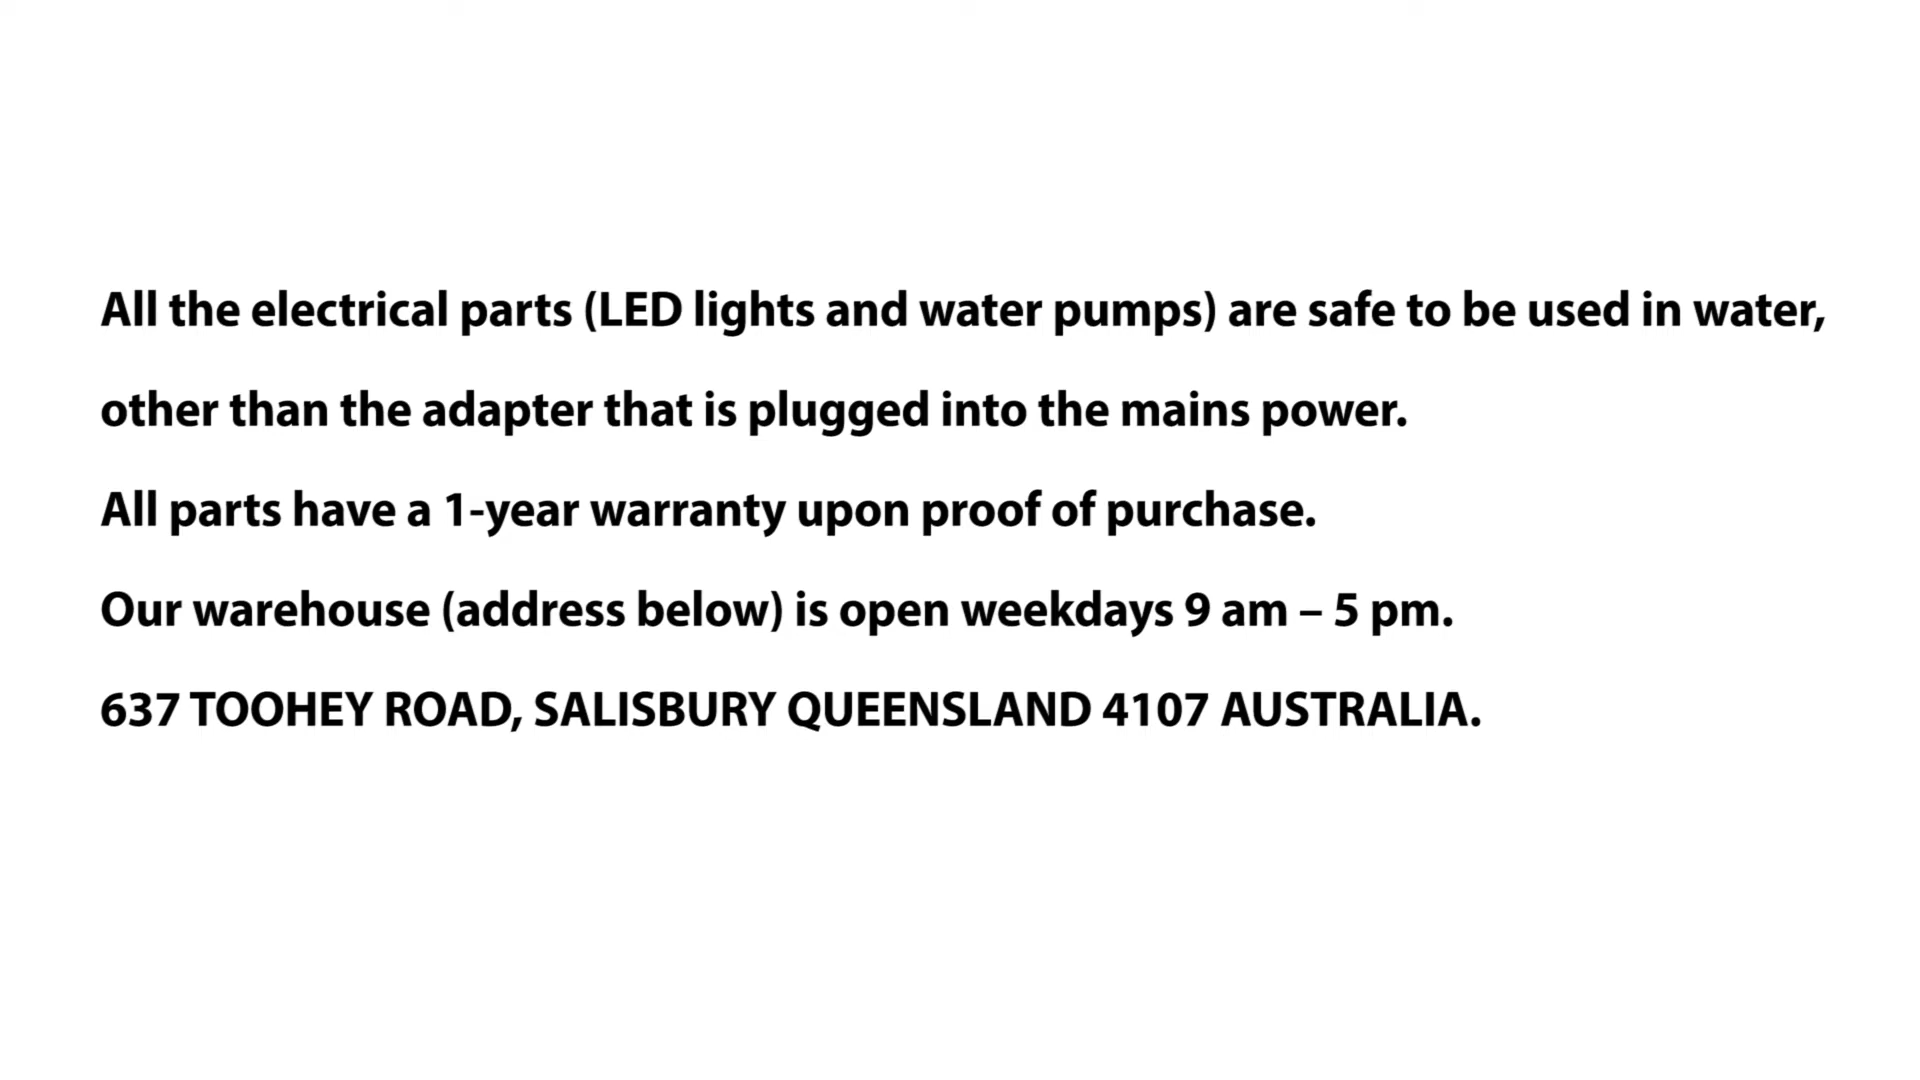 All the electrical parts (LED lights and water pumps) are safe to be used in water,
other than the adapter that is plugged into the mains power.
All parts have a 1-year warranty upon proof of purchase.
Our warehouse (address below) is open weekdays 9 am – 5 pm.
637 TOOHEY ROAD, SALISBURY QUEENSLAND 4107 AUSTRALIA.